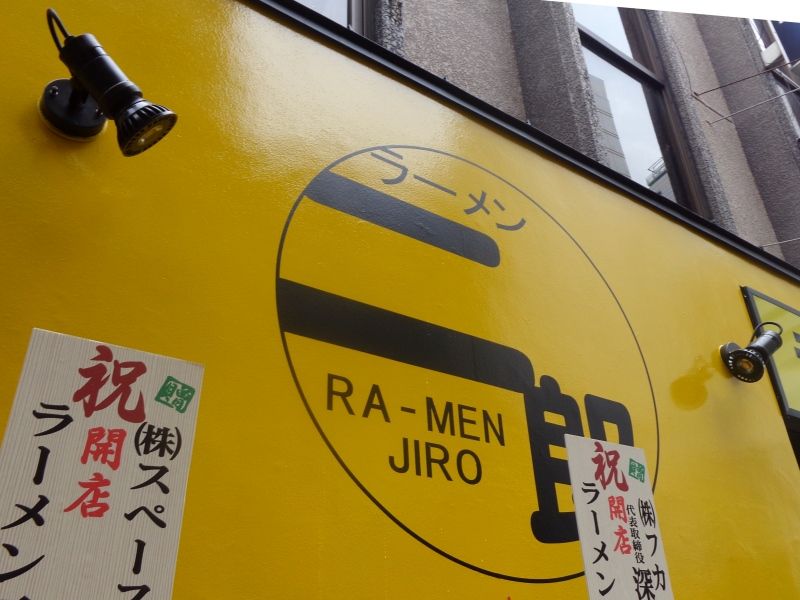 ラーメン
二郎
RA-MEN
JIRO
祝開店
(株)スペース
ラーメン
祝開店
(株)フカ
代表取締役 深
ラーメン